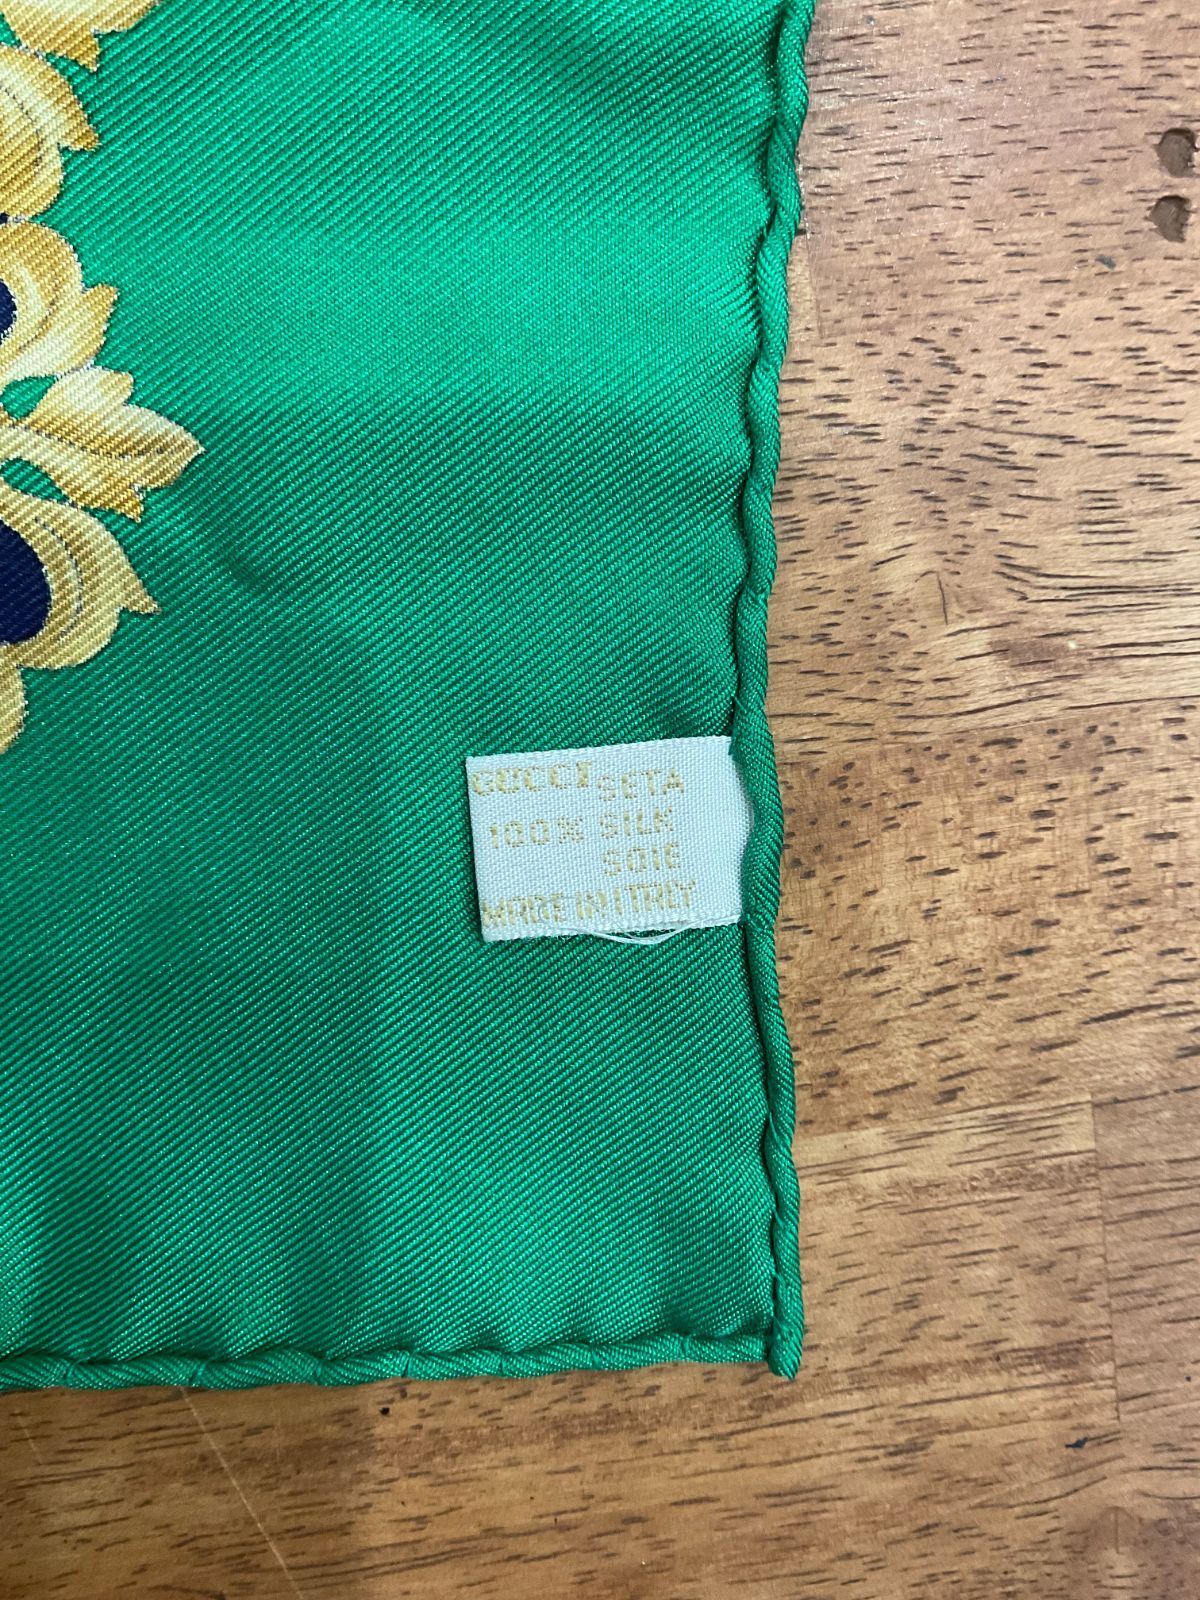 GUCCI SETA
100% SILK
SOIE
MADE IN ITALY